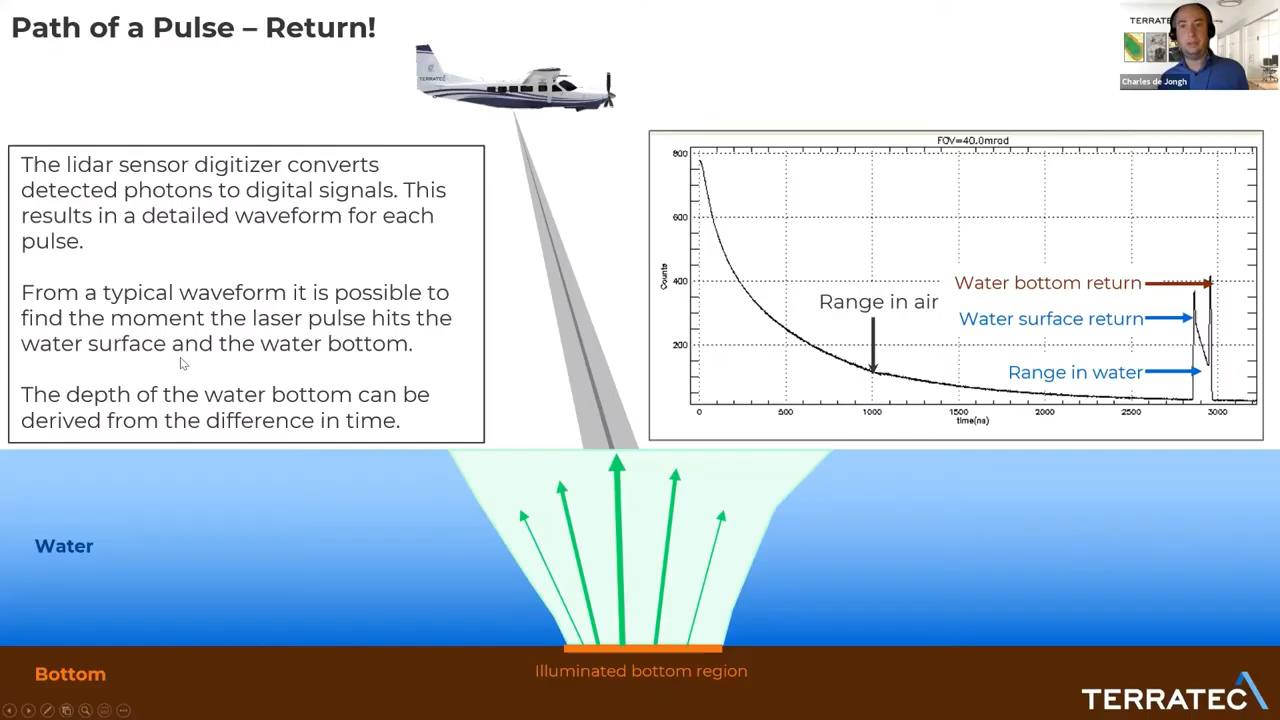 Path of a Pulse – Return!
TERRATEC
TERRATE
Charles de Jongh
The lidar sensor digitizer converts
detected photons to digital signals. This
results in a detailed waveform for each
pulse.
From a typical waveform it is possible to
find the moment the laser pulse hits the
water surface and the water bottom.
The depth of the water bottom can be
derived from the difference in time.
FOV=40.0mrad
800
600
400
200
Counts
Range in air
Water bottom return
Water surface return
Range in water
0
500
1000
1500
2000
2500
3000
time(ns)
Water
Bottom
Illuminated bottom region
TERRATEC